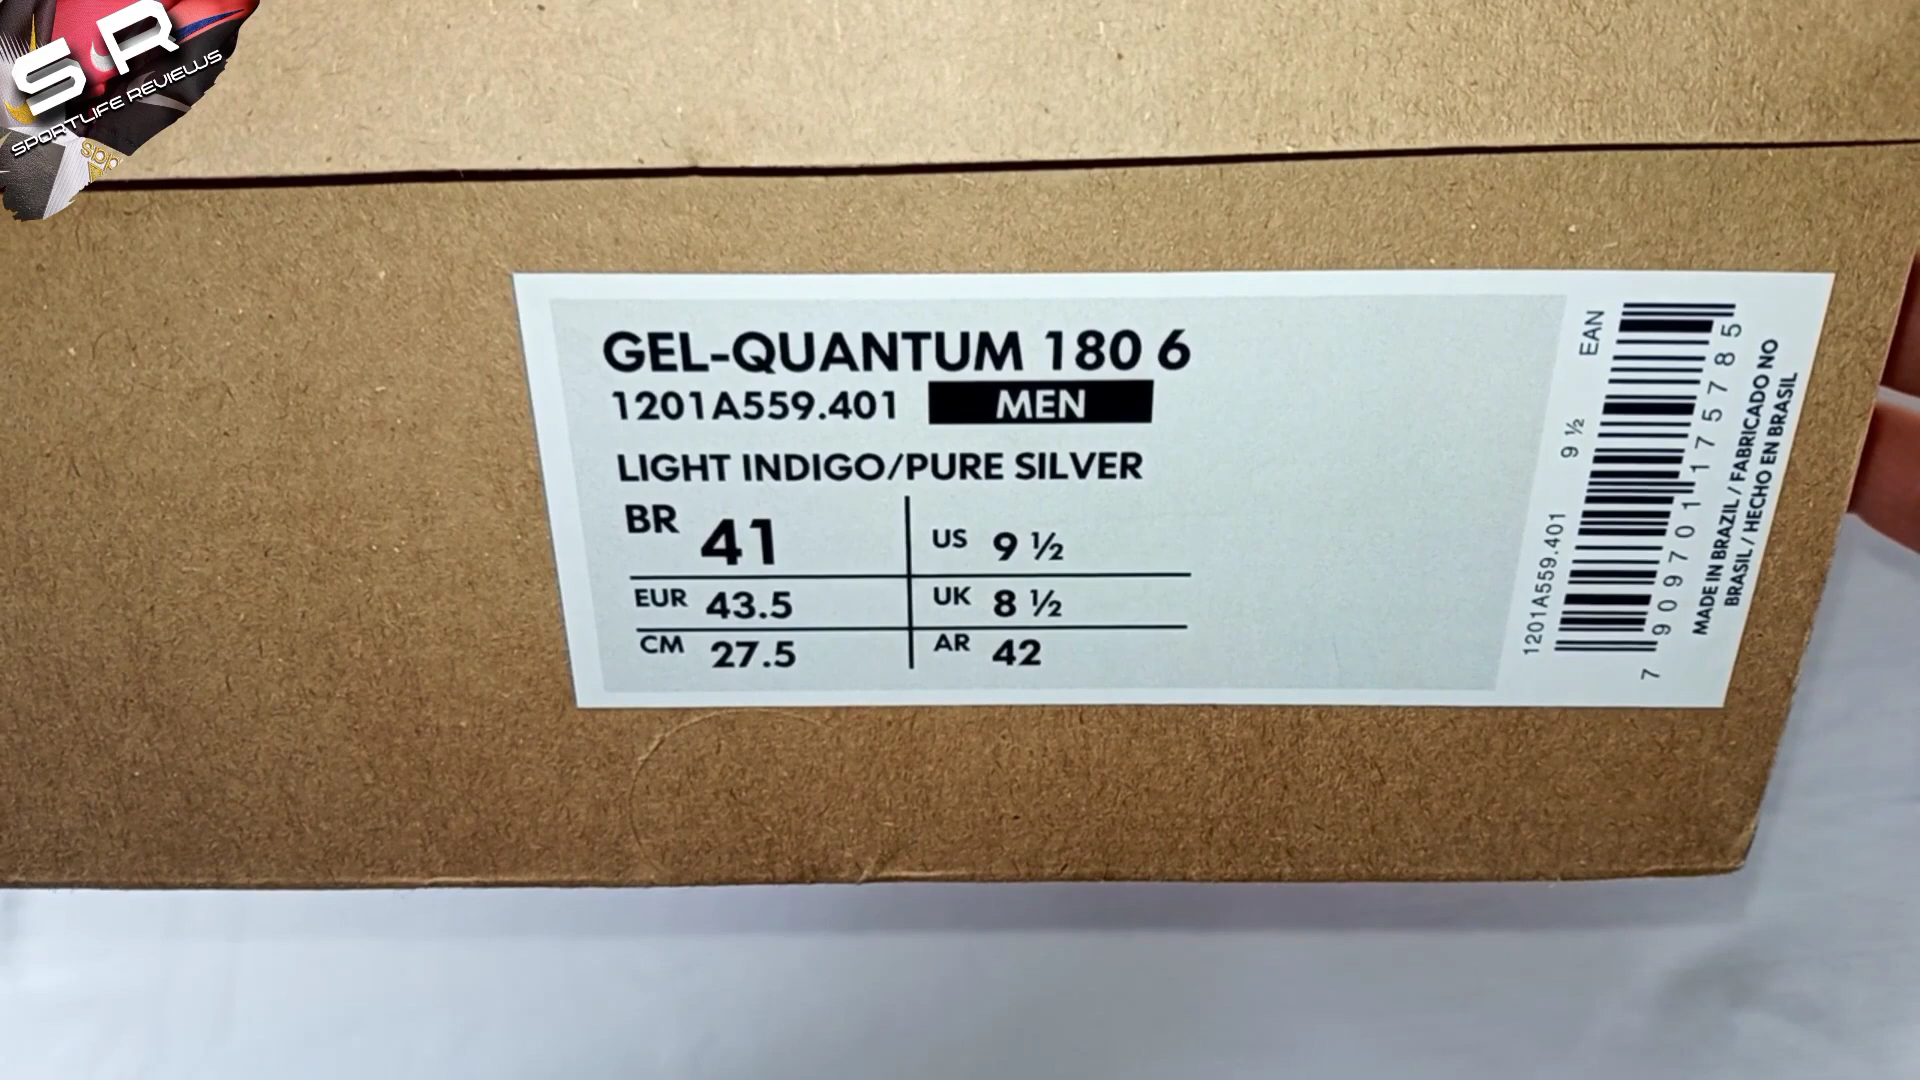 SR
SPORTLIFE REVIEWS
GEL-QUANTUM 180 6
1201A559.401 MEN
LIGHT INDIGO/PURE SILVER
BR 41 US 9 ½
EUR 43.5 UK 8 ½
CM 27.5 AR 42
1201A559.401 9 ½ EAN
7 909701 175785
MADE IN BRAZIL / FABRICADO NO
BRASIL / HECHO EN BRASIL